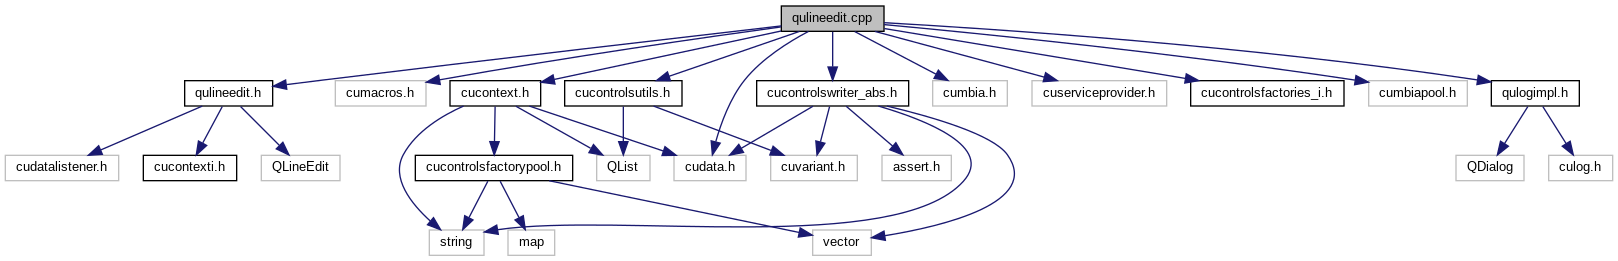 qulineedit.cpp
qulineedit.h
cumacros.h
cucontext.h
cucontrolsutils.h
cucontrolswriter_abs.h
cumbia.h
cuserviceprovider.h
cucontrolsfactories_i.h
cumbiapool.h
qulogimpl.h
cudatalistener.h
cucontexti.h
QLineEdit
cucontrolsfactorypool.h
QList
cudata.h
cuvariant.h
assert.h
QDialog
culog.h
string
map
vector